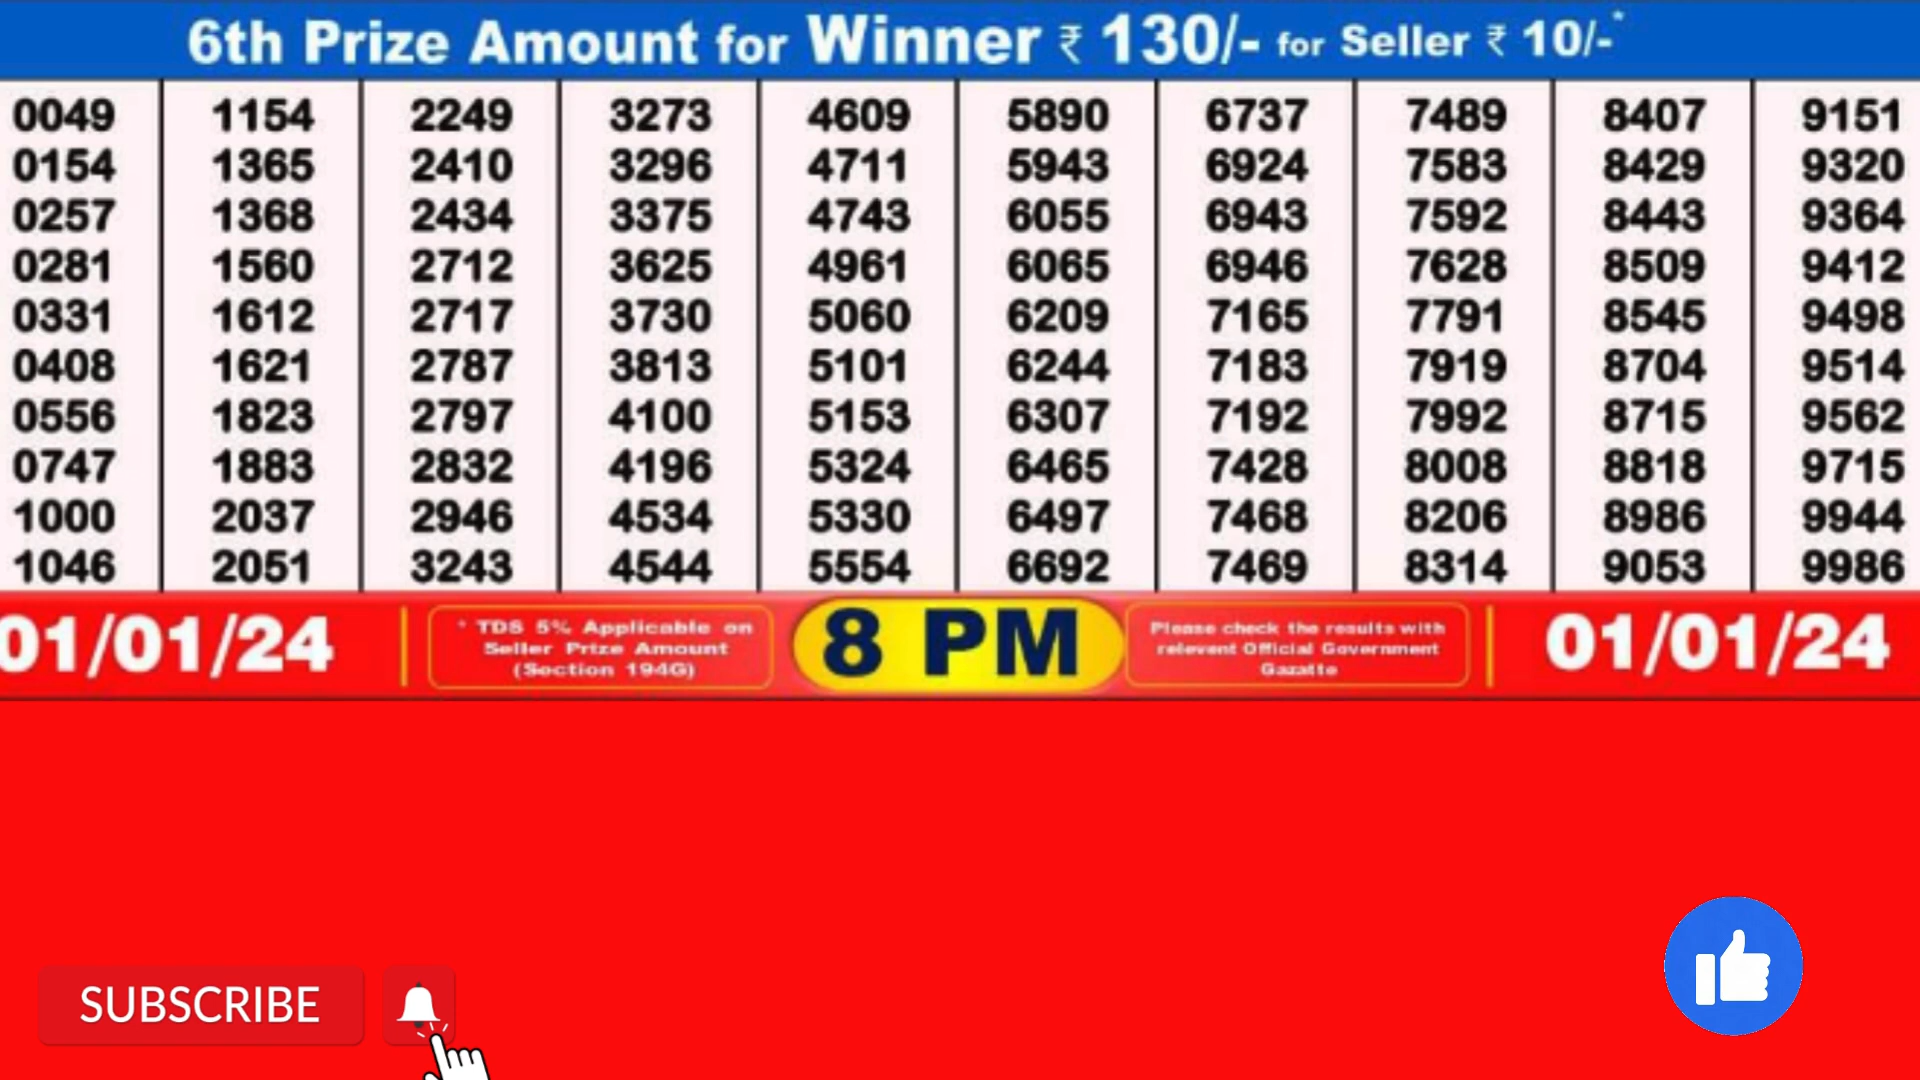 6th Prize Amount for Winner ₹ 130/- for Seller ₹ 10/-*
0049 1154 2249 3273 4609 5890 6737 7489 8407 9151
0154 1365 2410 3296 4711 5943 6924 7583 8429 9320
0257 1368 2434 3375 4743 6055 6943 7592 8443 9364
0281 1560 2712 3625 4961 6065 6946 7628 8509 9412
0331 1612 2717 3730 5060 6209 7165 7791 8545 9498
0408 1621 2787 3813 5101 6244 7183 7919 8704 9514
0556 1823 2797 4100 5153 6307 7192 7992 8715 9562
0747 1883 2832 4196 5324 6465 7428 8008 8818 9715
1000 2037 2946 4534 5330 6497 7468 8206 8986 9944
1046 2051 3243 4544 5554 6692 7469 8314 9053 9986
01/01/24
* TDS 5% Applicable on
Seller Prize Amount
(Section 194G)
8 PM
Please check the results with
relevent Official Government
Gazatte
01/01/24
SUBSCRIBE